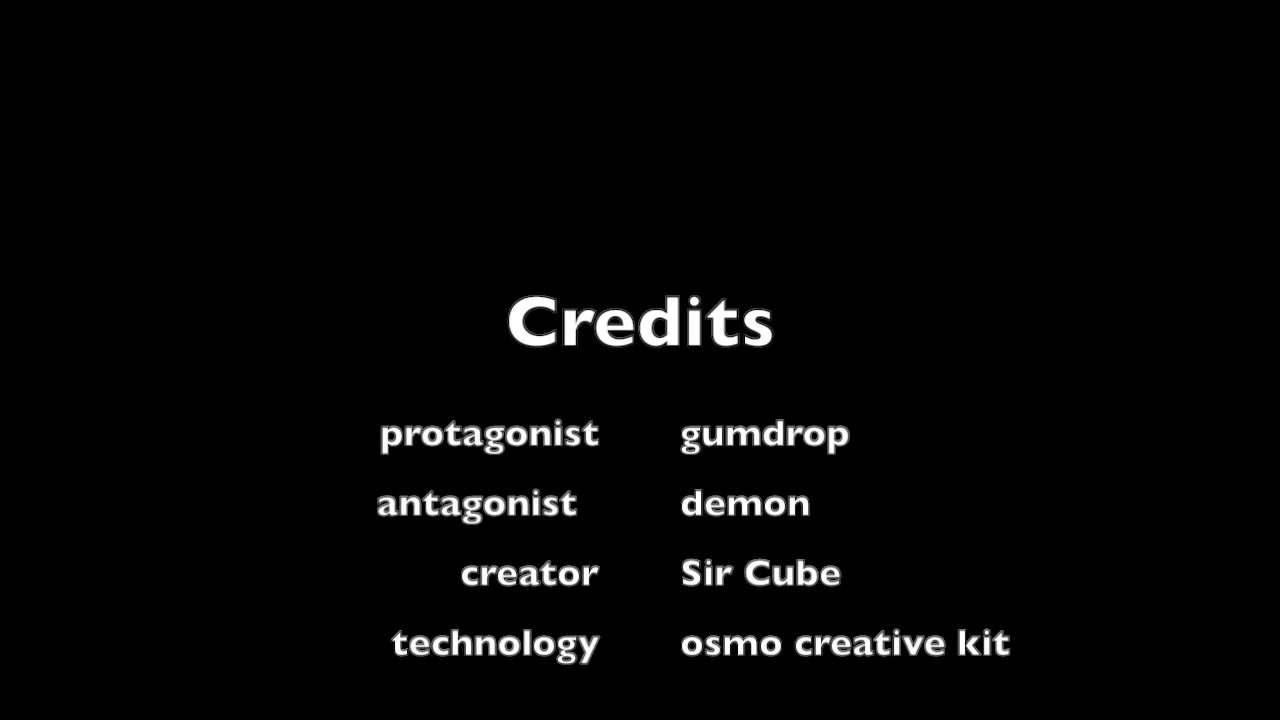 Credits
protagonist gumdrop
antagonist demon
creator Sir Cube
technology osmo creative kit